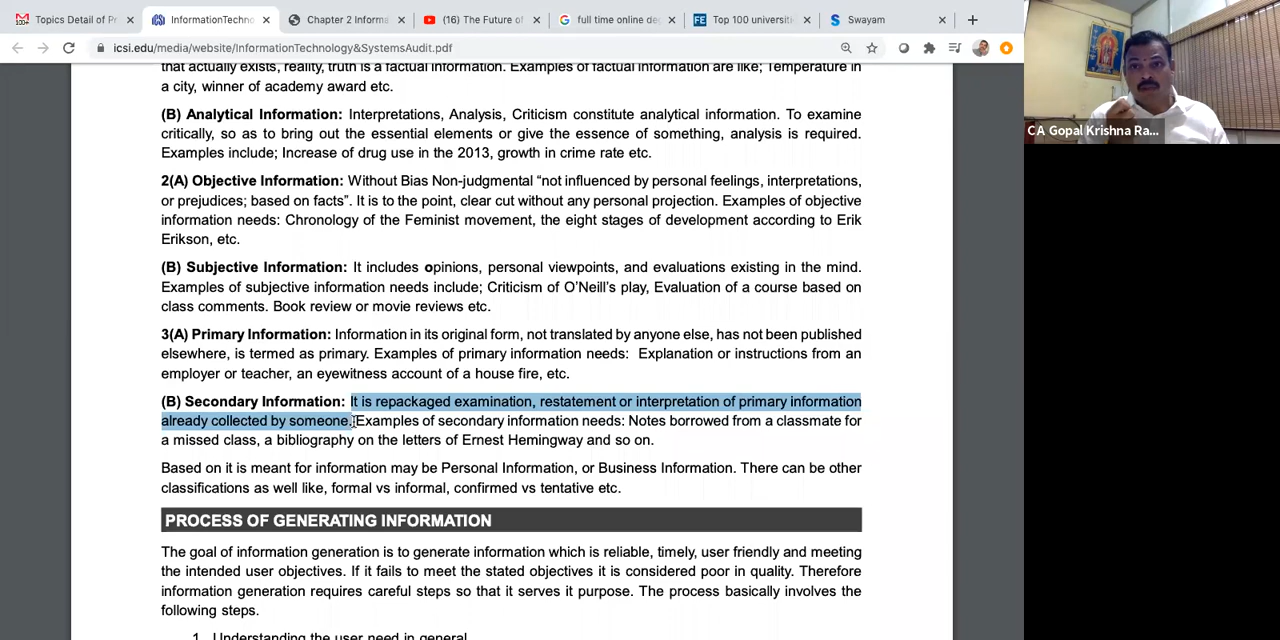 Topics Detail of P
100+
InformationTechno
Chapter 2 Informa
(16) The Future of
full time online de
Top 100 universiti
Swayam
icsi.edu/media/website/InformationTechnology&SystemsAudit.pdf
that actually exists, reality, truth is a factual information. Examples of factual information are like; Temperature in
a city, winner of academy award etc.
(B) Analytical Information: Interpretations, Analysis, Criticism constitute analytical information. To examine
critically, so as to bring out the essential elements or give the essence of something, analysis is required.
Examples include; Increase of drug use in the 2013, growth in crime rate etc.
2(A) Objective Information: Without Bias Non-judgmental “not influenced by personal feelings, interpretations,
or prejudices; based on facts”. It is to the point, clear cut without any personal projection. Examples of objective
information needs: Chronology of the Feminist movement, the eight stages of development according to Erik
Erikson, etc.
(B) Subjective Information: It includes opinions, personal viewpoints, and evaluations existing in the mind.
Examples of subjective information needs include; Criticism of O’Neill’s play, Evaluation of a course based on
class comments. Book review or movie reviews etc.
3(A) Primary Information: Information in its original form, not translated by anyone else, has not been published
elsewhere, is termed as primary. Examples of primary information needs: Explanation or instructions from an
employer or teacher, an eyewitness account of a house fire, etc.
(B) Secondary Information: It is repackaged examination, restatement or interpretation of primary information
already collected by someone. Examples of secondary information needs: Notes borrowed from a classmate for
a missed class, a bibliography on the letters of Ernest Hemingway and so on.
Based on it is meant for information may be Personal Information, or Business Information. There can be other
classifications as well like, formal vs informal, confirmed vs tentative etc.
PROCESS OF GENERATING INFORMATION
The goal of information generation is to generate information which is reliable, timely, user friendly and meeting
the intended user objectives. If it fails to meet the stated objectives it is considered poor in quality. Therefore
information generation requires careful steps so that it serves it purpose. The process basically involves the
following steps.
1. Understanding the user need in general
C A Gopal Krishna Ra...